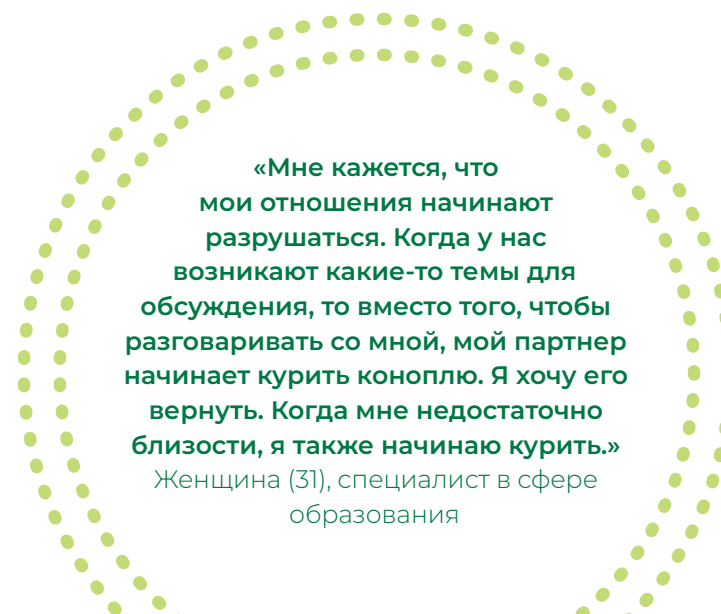 «Мне кажется, что
мои отношения начинают
разрушаться. Когда у нас
возникают какие-то темы для
обсуждения, то вместо того, чтобы
разговаривать со мной, мой партнер
начинает курить коноплю. Я хочу его
вернуть. Когда мне недостаточно
близости, я также начинаю курить.»
Женщина (31), специалист в сфере
образования